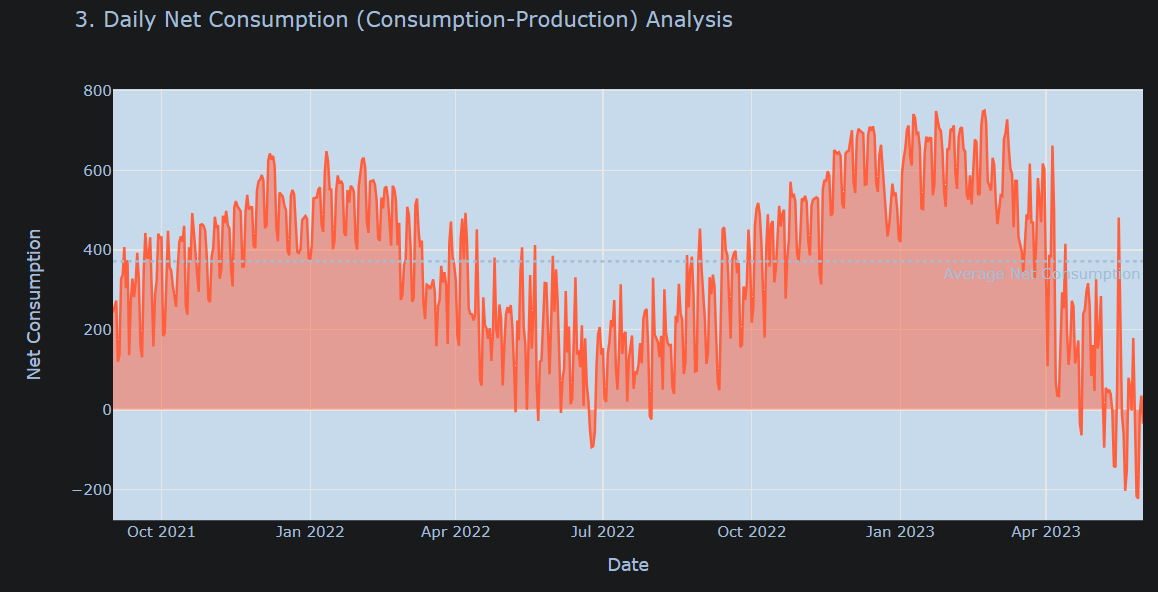 3. Daily Net Consumption (Consumption-Production) Analysis
800
600
400
200
0
−200
Net Consumption
Average Net Consumption
Oct 2021
Jan 2022
Apr 2022
Jul 2022
Oct 2022
Jan 2023
Apr 2023
Date